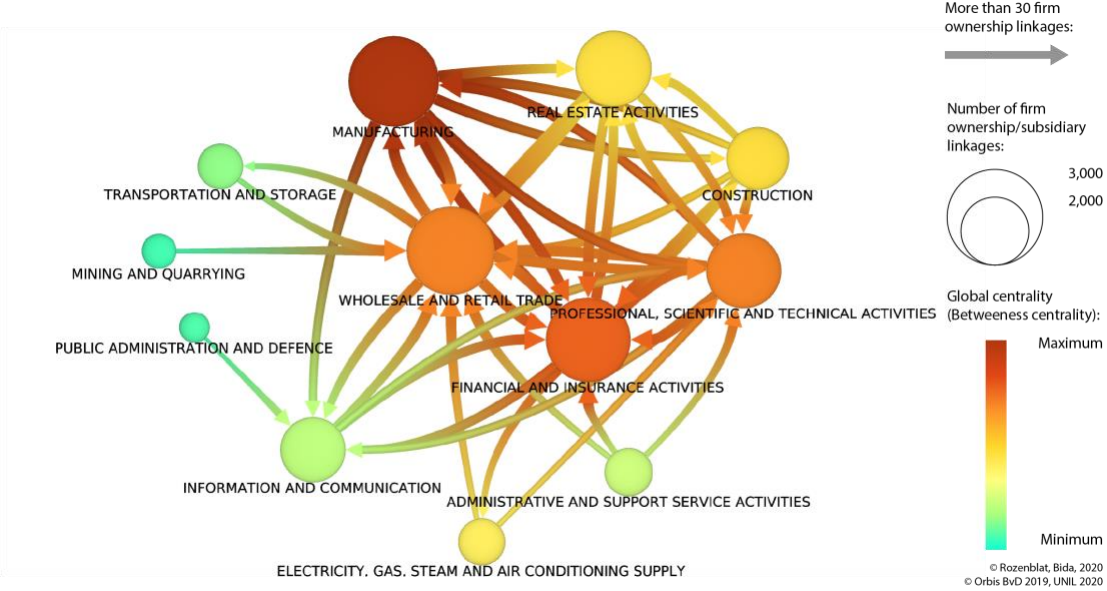 More than 30 firm
ownership linkages:
REAL ESTATE ACTIVITIES
MANUFACTURING
Number of firm
ownership/subsidiary
linkages:
3,000
2,000
TRANSPORTATION AND STORAGE
CONSTRUCTION
MINING AND QUARRYING
WHOLESALE AND RETAIL TRADE
PROFESSIONAL, SCIENTIFIC AND TECHNICAL ACTIVITIES
Global centrality
(Betweeness centrality):
Maximum
PUBLIC ADMINISTRATION AND DEFENCE
FINANCIAL AND INSURANCE ACTIVITIES
INFORMATION AND COMMUNICATION
ADMINISTRATIVE AND SUPPORT SERVICE ACTIVITIES
Minimum
ELECTRICITY, GAS, STEAM AND AIR CONDITIONING SUPPLY
© Rozenblat, Bida, 2020
© Orbis BvD 2019, UNIL 2020